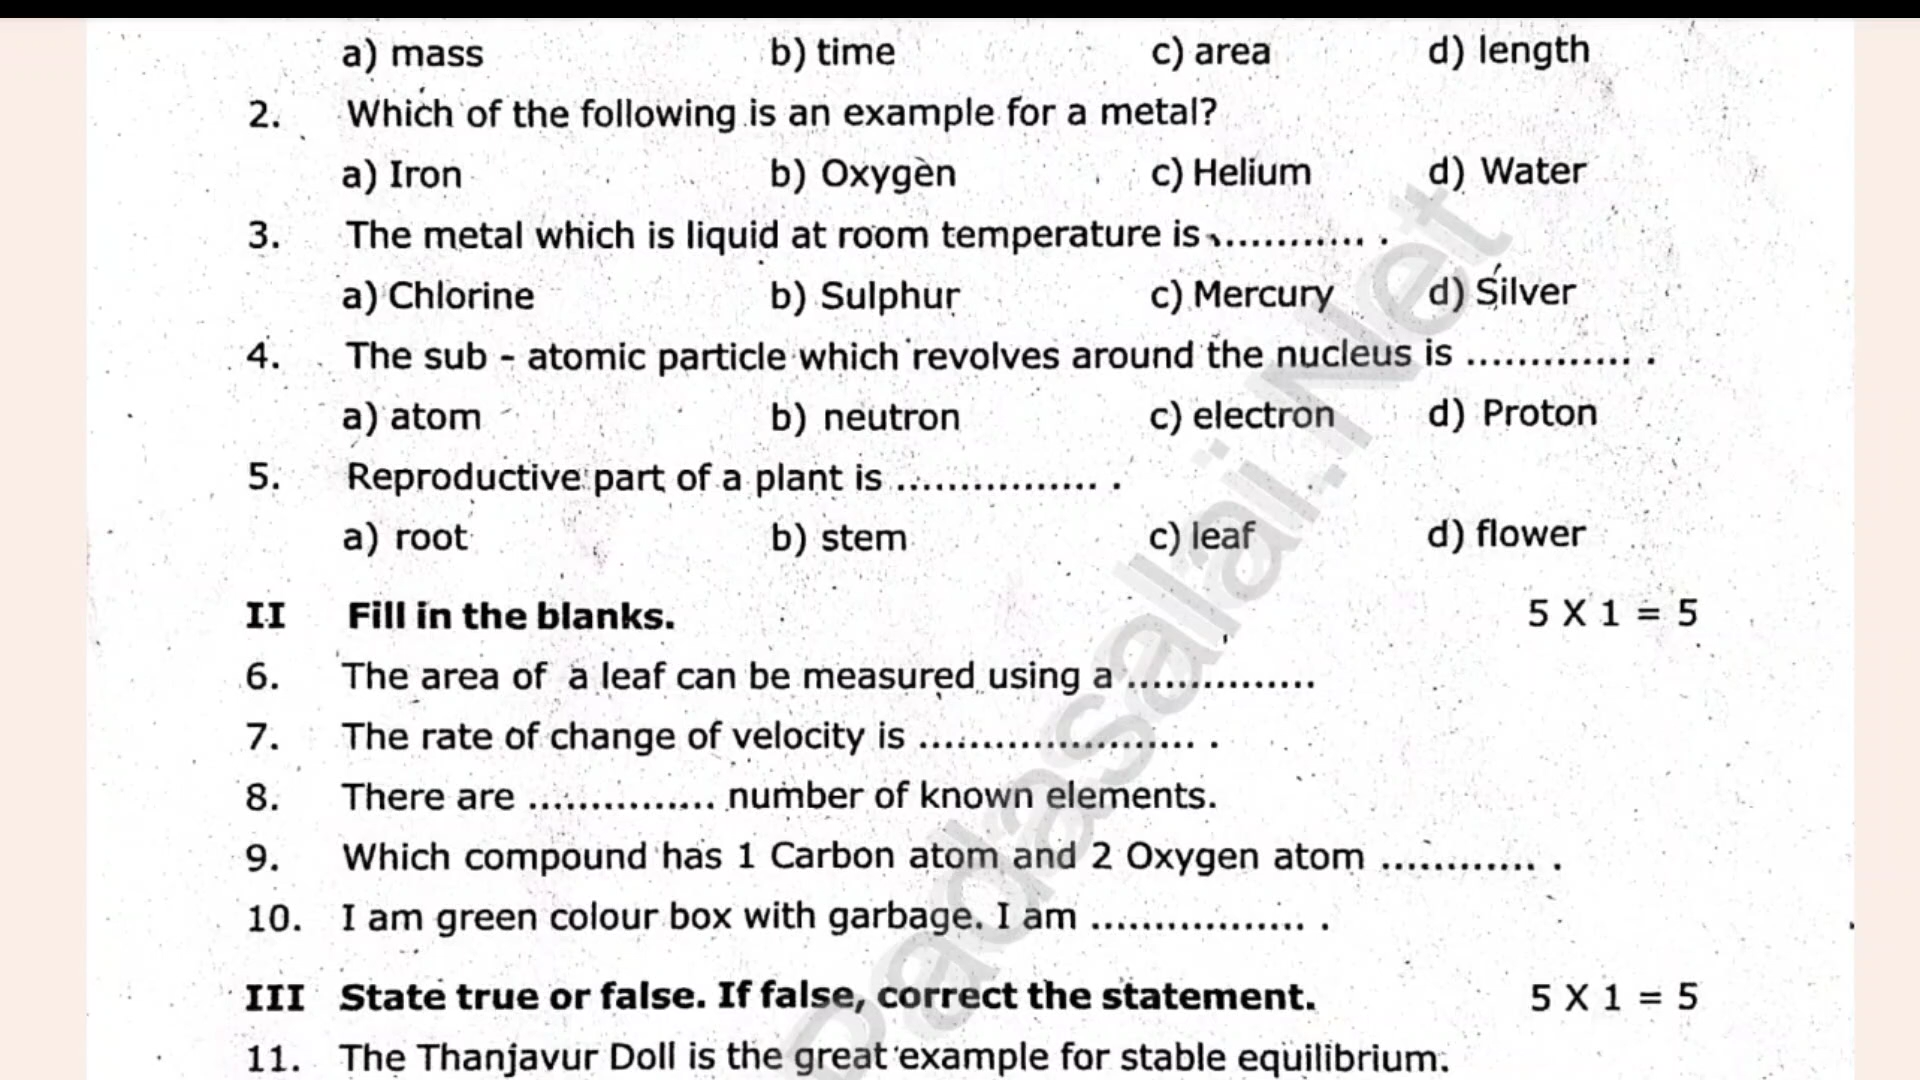 a) mass b) time c) area d) length
2. Which of the following is an example for a metal?
a) Iron b) Oxygen c) Helium d) Water
3. The metal which is liquid at room temperature is ............ .
a) Chlorine b) Sulphur c) Mercury d) Silver
4. The sub - atomic particle which revolves around the nucleus is ............. .
a) atom b) neutron c) electron d) Proton
5. Reproductive part of a plant is ................ .
a) root b) stem c) leaf d) flower
II Fill in the blanks. 5 X 1 = 5
6. The area of a leaf can be measured using a ...............
7. The rate of change of velocity is ...................... .
8. There are ............... number of known elements.
9. Which compound has 1 Carbon atom and 2 Oxygen atom ............ .
10. I am green colour box with garbage. I am ................. .
III State true or false. If false, correct the statement. 5 X 1 = 5
11. The Thanjavur Doll is the great example for stable equilibrium.
Padasalai.Net